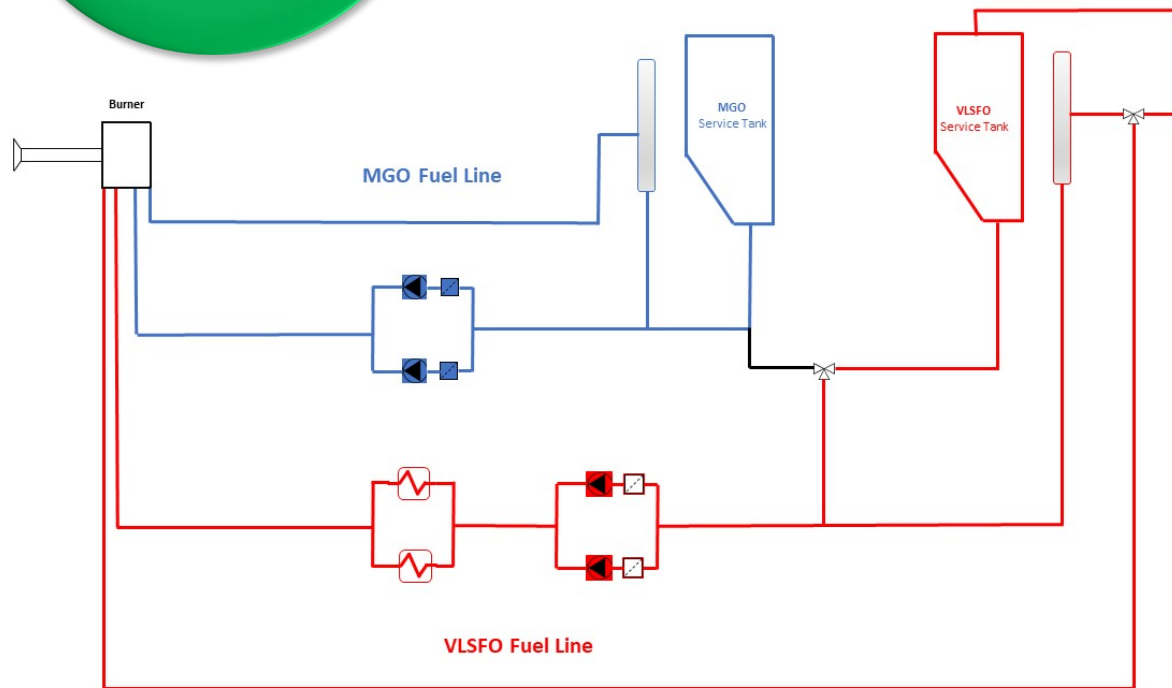 Burner
MGO
Service Tank
VLSFO
Service Tank
MGO Fuel Line
VLSFO Fuel Line